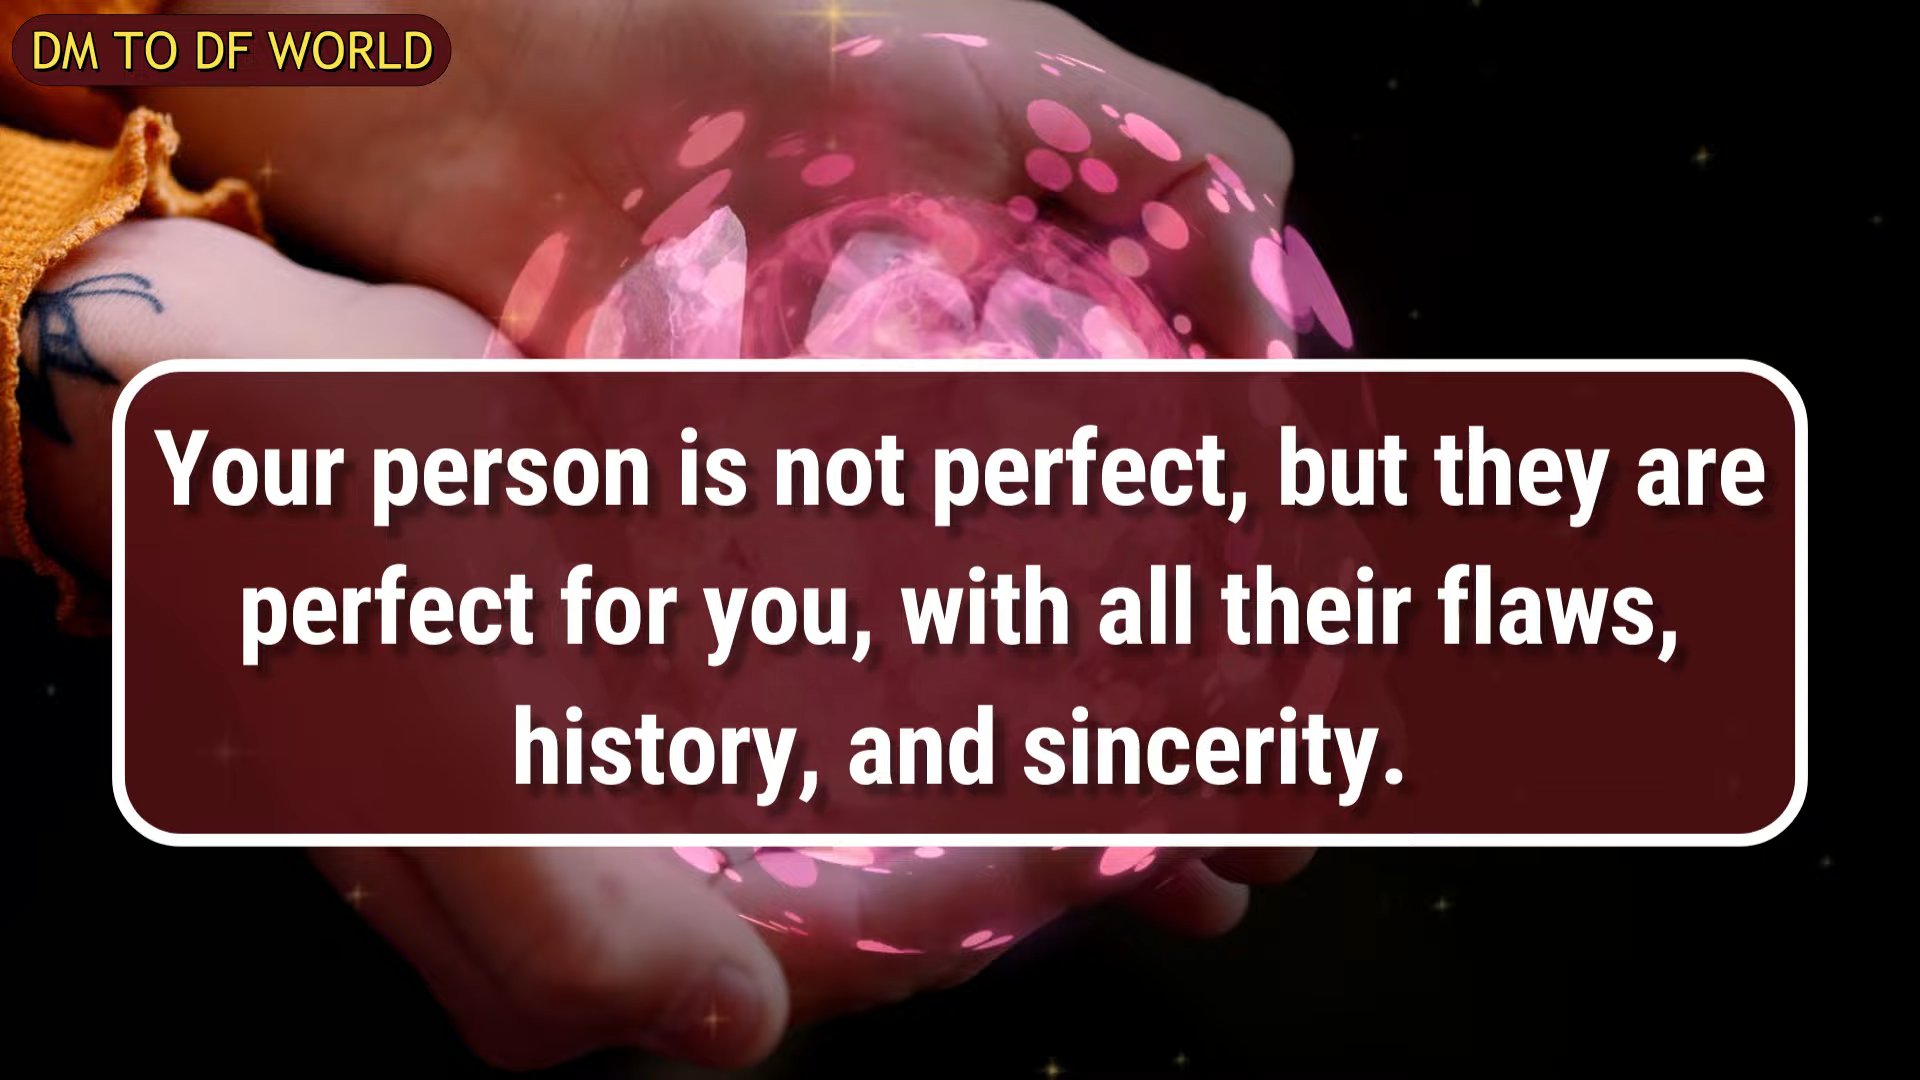 DM TO DF WORLD
Your person is not perfect, but they are
perfect for you, with all their flaws,
history, and sincerity.